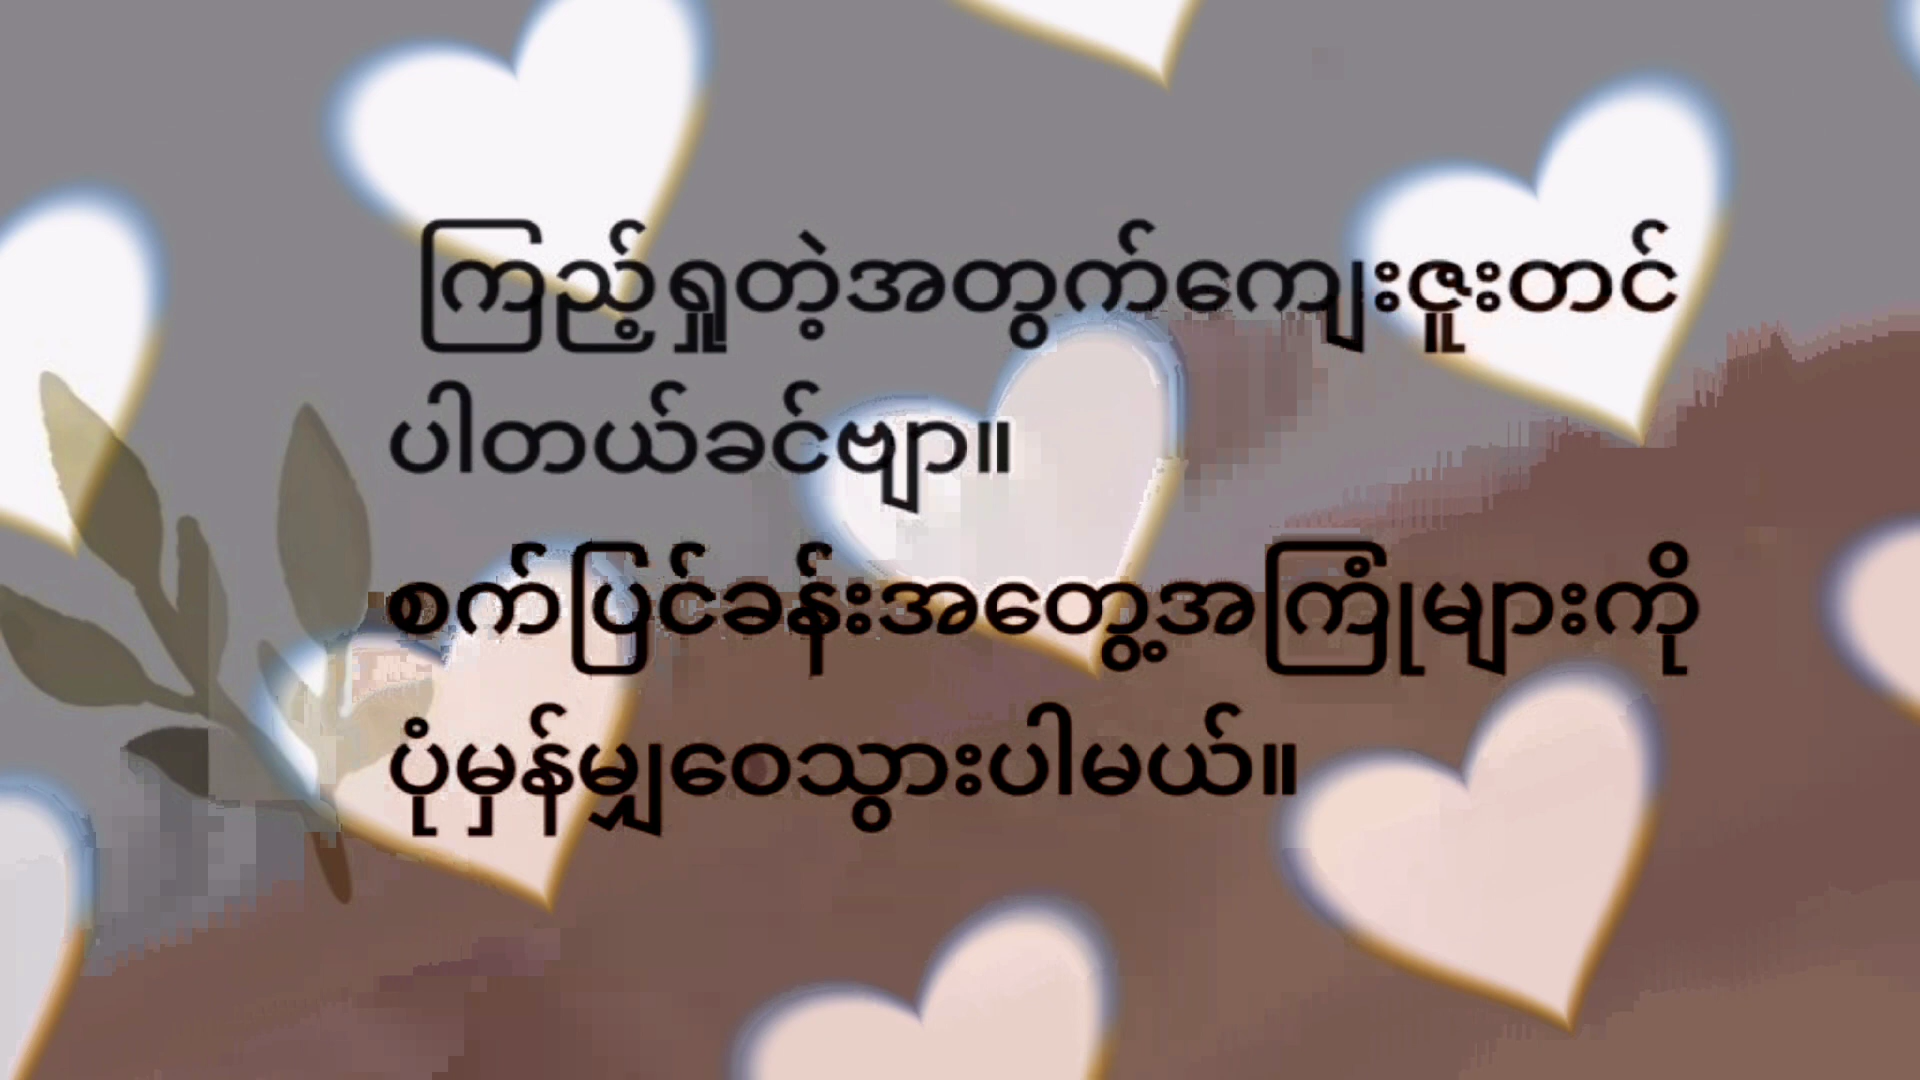 ကြည့်ရှုတဲ့အတွက်ကျေးဇူးတင်
ပါတယ်ခင်ဗျာ။
စက်ပြင်ခန်းအတွေ့အကြုံများကို
ပုံမှန်မျှဝေသွားပါမယ်။